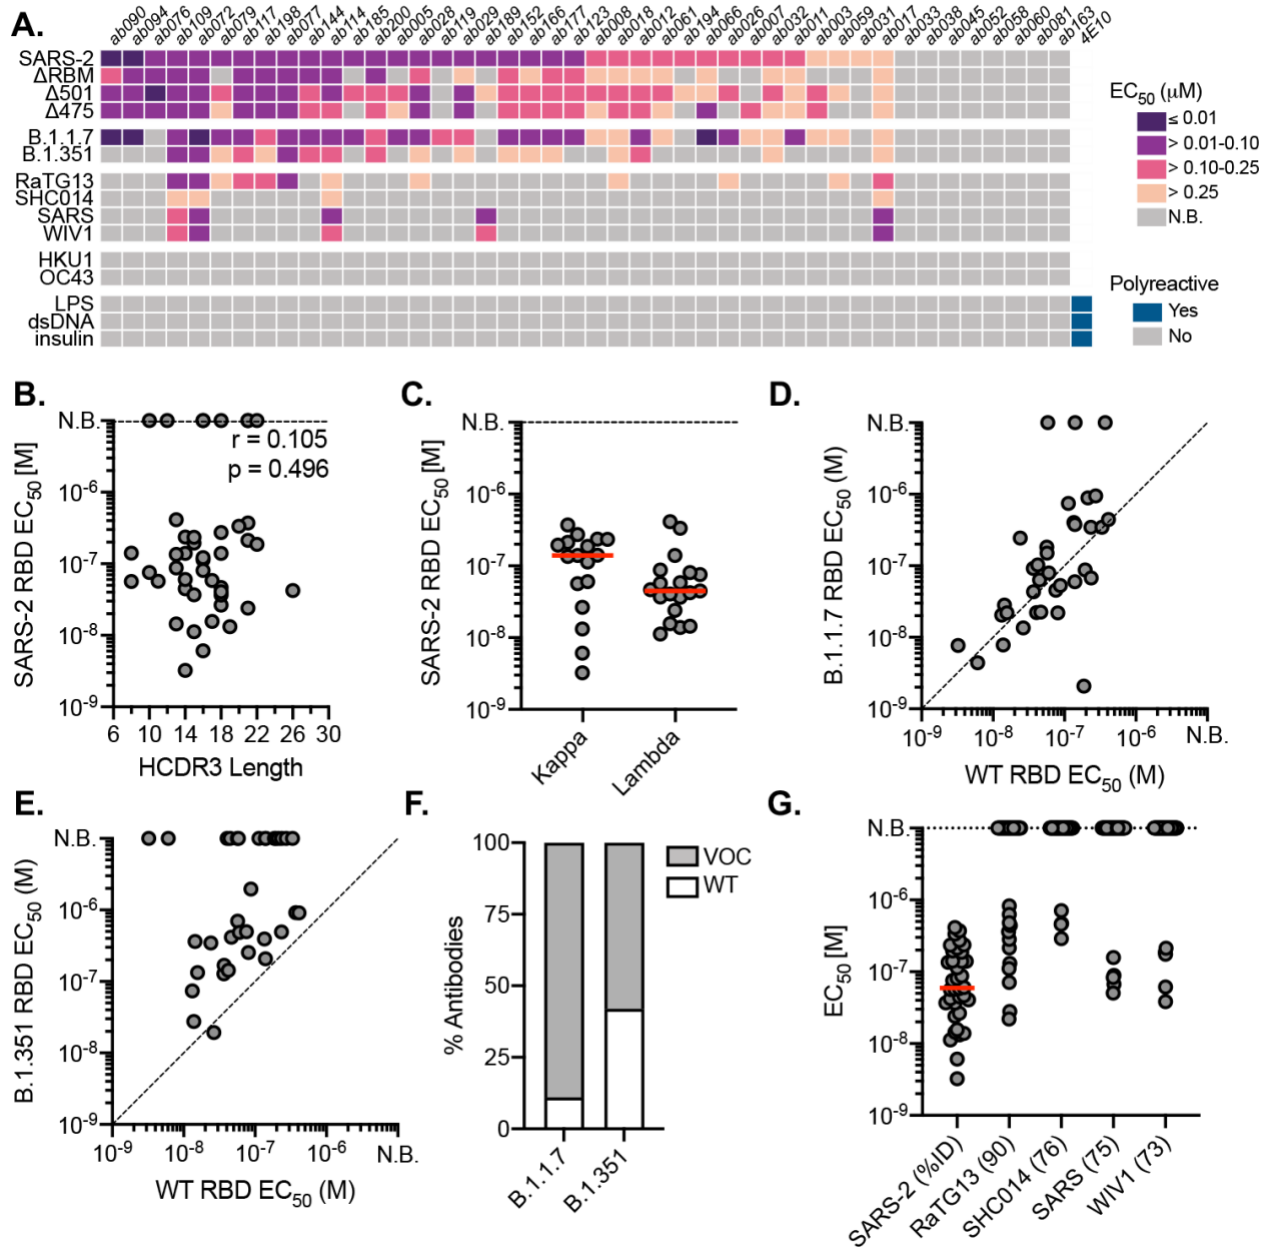 A.
ab090 ab094 ab076 ab109 ab072 ab079 ab117 ab198 ab077 ab144 ab114 ab185 ab200 ab005 ab028 ab119 ab029 ab189 ab152 ab166 ab177 ab123 ab008 ab018 ab012 ab061 ab194 ab066 ab026 ab007 ab032 ab011 ab003 ab059 ab031 ab017 ab033 ab038 ab045 ab052 ab058 ab060 ab081 ab163 4E10
SARS-2
ΔRBM
Δ501
Δ475
B.1.1.7
B.1.351
RaTG13
SHC014
SARS
WIV1
HKU1
OC43
LPS
dsDNA
insulin
EC50 (μM)
≤ 0.01
> 0.01-0.10
> 0.10-0.25
> 0.25
N.B.
Polyreactive
Yes
No
B.
SARS-2 RBD EC50 [M]
N.B.
10-6
10-7
10-8
10-9
r = 0.105
p = 0.496
6 10 14 18 22 26 30
HCDR3 Length
C.
SARS-2 RBD EC50 [M]
N.B.
10-6
10-7
10-8
10-9
Kappa
Lambda
D.
B.1.1.7 RBD EC50 (M)
N.B.
10-6
10-7
10-8
10-9
10-9 10-8 10-7 10-6 N.B.
WT RBD EC50 (M)
E.
B.1.351 RBD EC50 (M)
N.B.
10-6
10-7
10-8
10-9
10-9 10-8 10-7 10-6 N.B.
WT RBD EC50 (M)
F.
% Antibodies
100
75
50
25
0
VOC
WT
B.1.1.7
B.1.351
G.
EC50 [M]
N.B.
10-6
10-7
10-8
10-9
SARS-2 (%ID)
RaTG13 (90)
SHC014 (76)
SARS (75)
WIV1 (73)